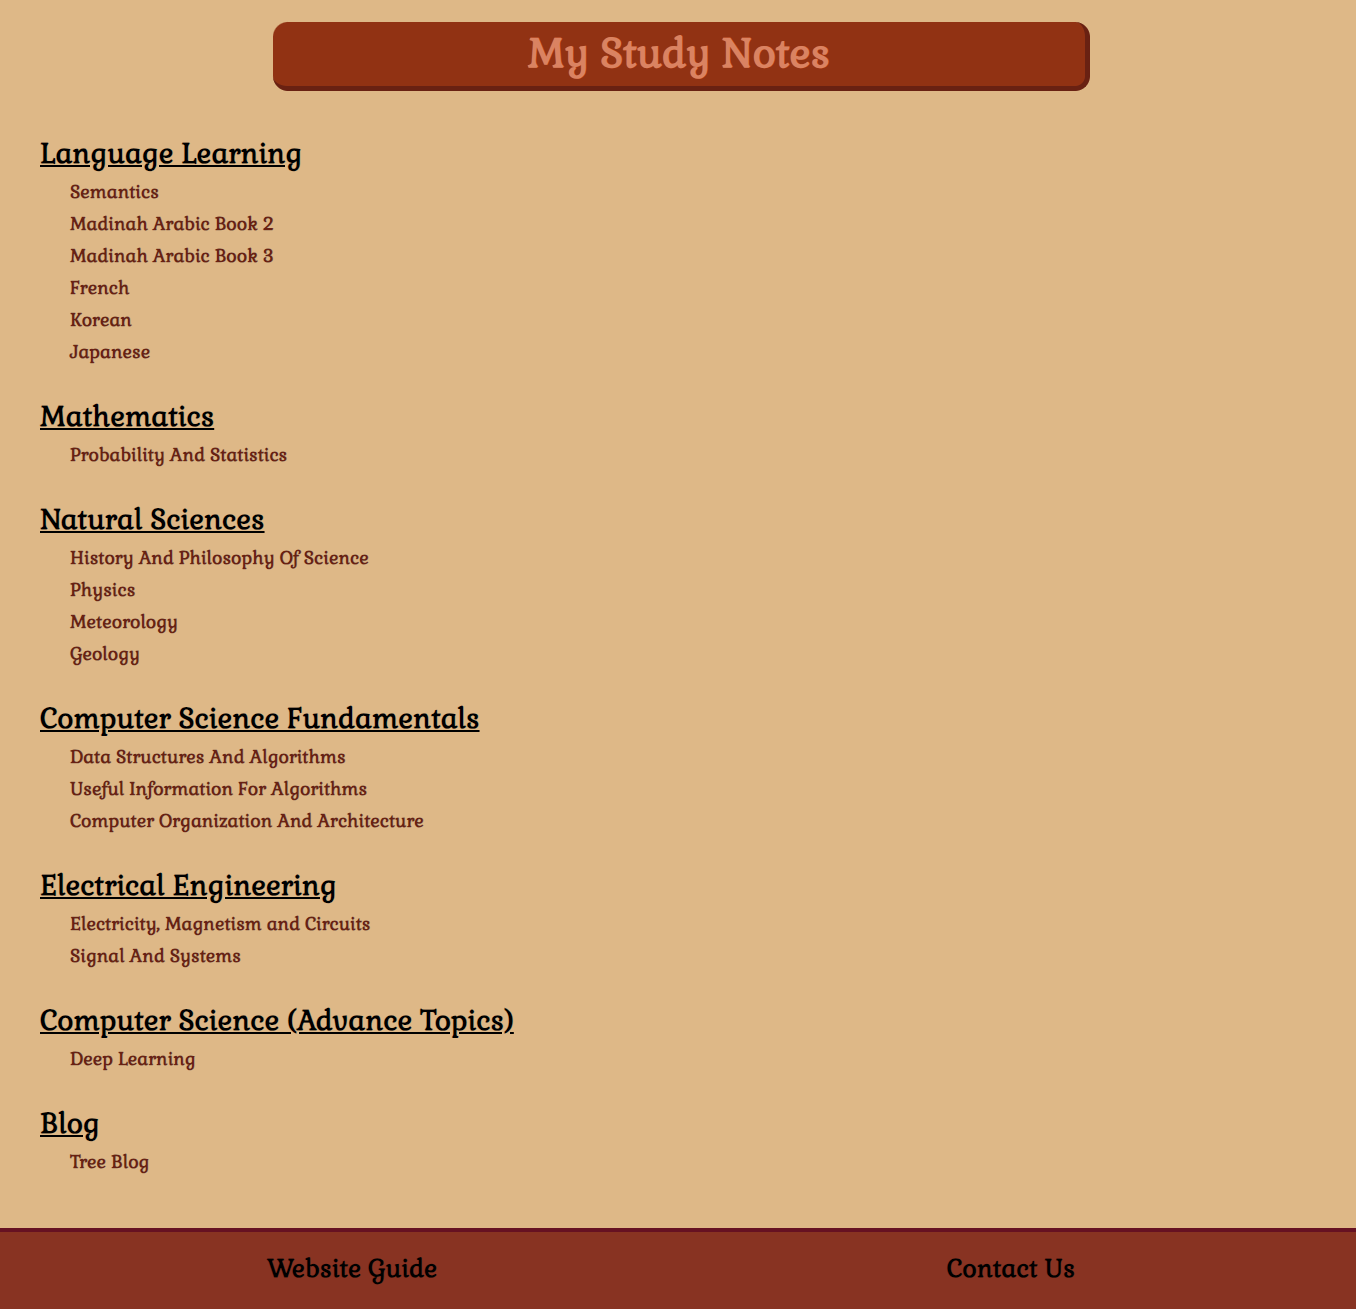 My Study Notes
Language Learning
Semantics
Madinah Arabic Book 2
Madinah Arabic Book 3
French
Korean
Japanese
Mathematics
Probability And Statistics
Natural Sciences
History And Philosophy Of Science
Physics
Meteorology
Geology
Computer Science Fundamentals
Data Structures And Algorithms
Useful Information For Algorithms
Computer Organization And Architecture
Electrical Engineering
Electricity, Magnetism and Circuits
Signal And Systems
Computer Science (Advance Topics)
Deep Learning
Blog
Tree Blog
Website Guide
Contact Us